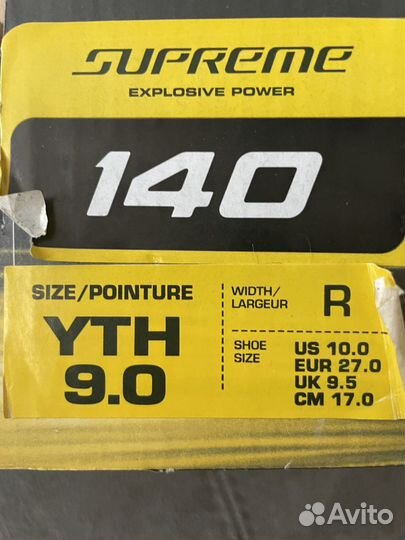 SUPREME
EXPLOSIVE POWER
140
SIZE/POINTURE
YTH
9.0
WIDTH/
LARGEUR
R
SHOE
SIZE
US 10.0
EUR 27.0
UK 9.5
CM 17.0
Avito